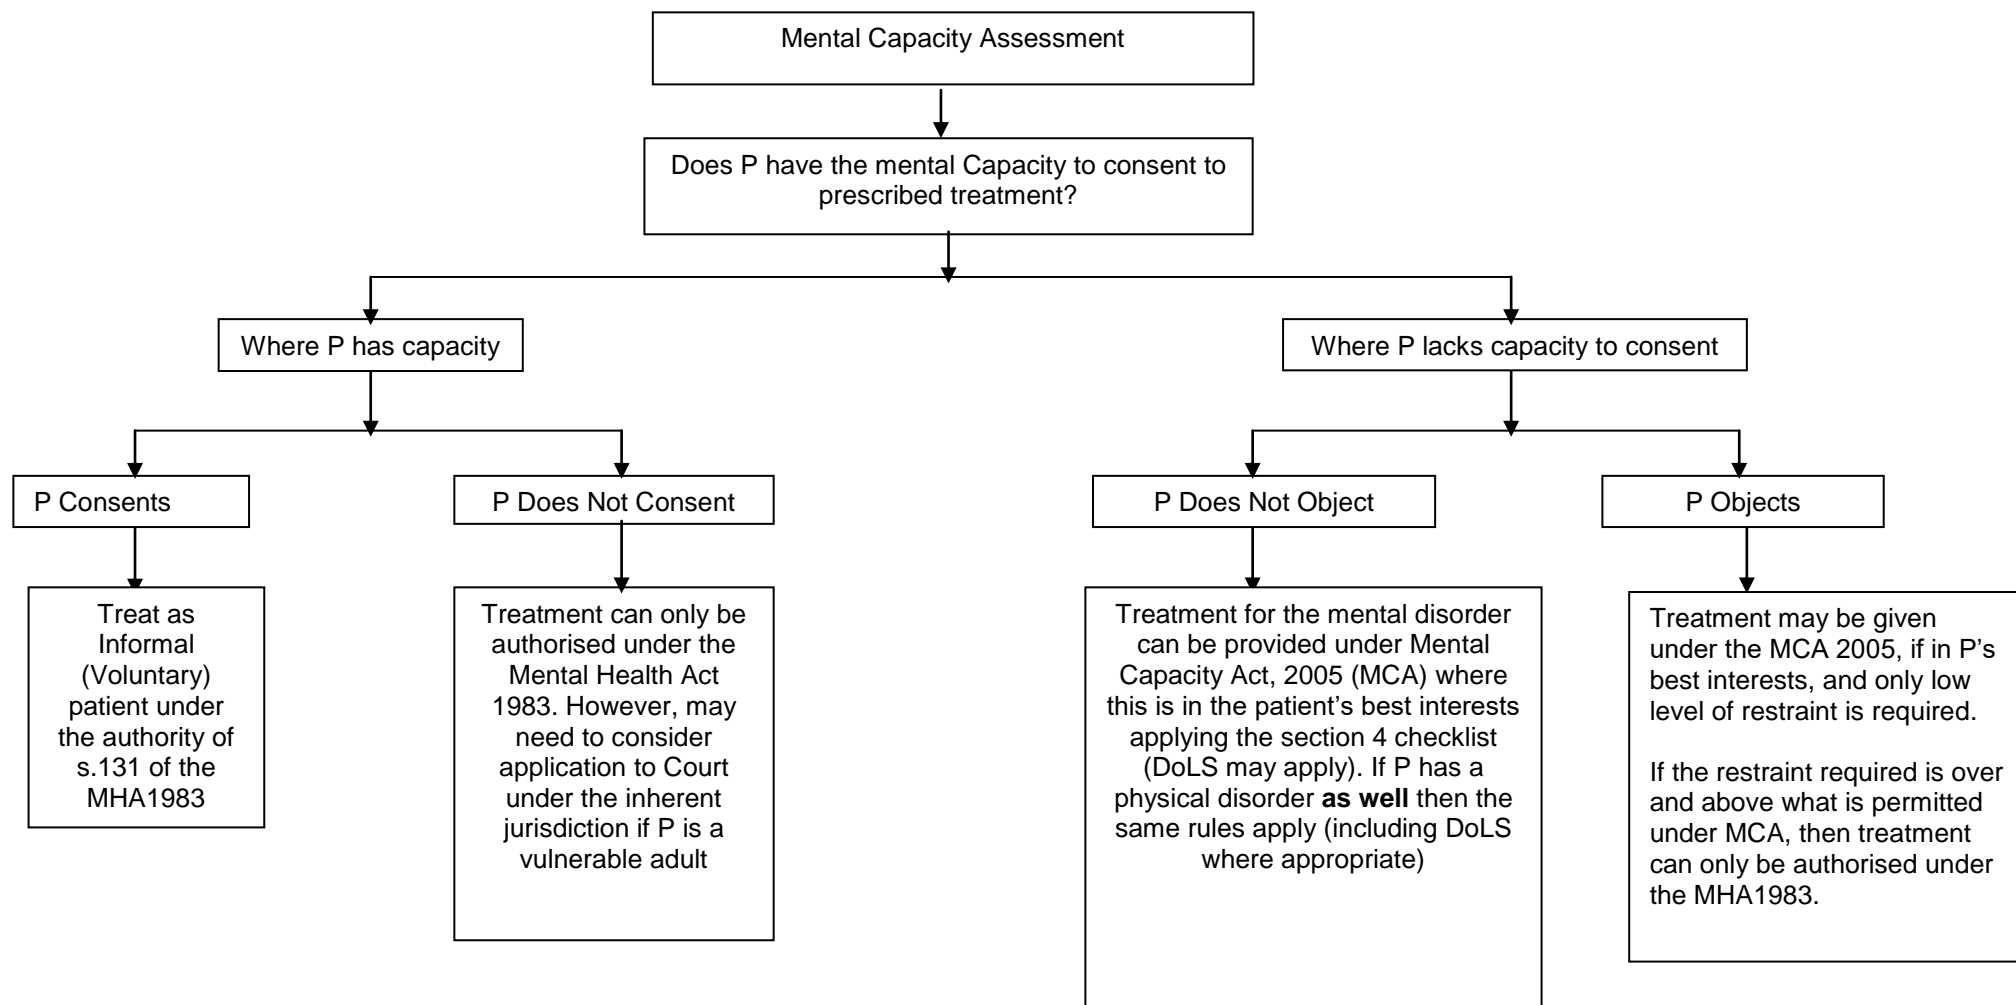 Mental Capacity Assessment
Does P have the mental Capacity to consent to
prescribed treatment?
Where P has capacity
Where P lacks capacity to consent
P Consents
P Does Not Consent
P Does Not Object
P Objects
Treat as
Informal
(Voluntary)
patient under
the authority of
s.131 of the
MHA1983
Treatment can only be
authorised under the
Mental Health Act
1983. However, may
need to consider
application to Court
under the inherent
jurisdiction if P is a
vulnerable adult
Treatment for the mental disorder
can be provided under Mental
Capacity Act, 2005 (MCA) where
this is in the patient’s best interests
applying the section 4 checklist
(DoLS may apply). If P has a
physical disorder as well then the
same rules apply (including DoLS
where appropriate)
Treatment may be given
under the MCA 2005, if in P’s
best interests, and only low
level of restraint is required.
If the restraint required is over
and above what is permitted
under MCA, then treatment
can only be authorised under
the MHA1983.